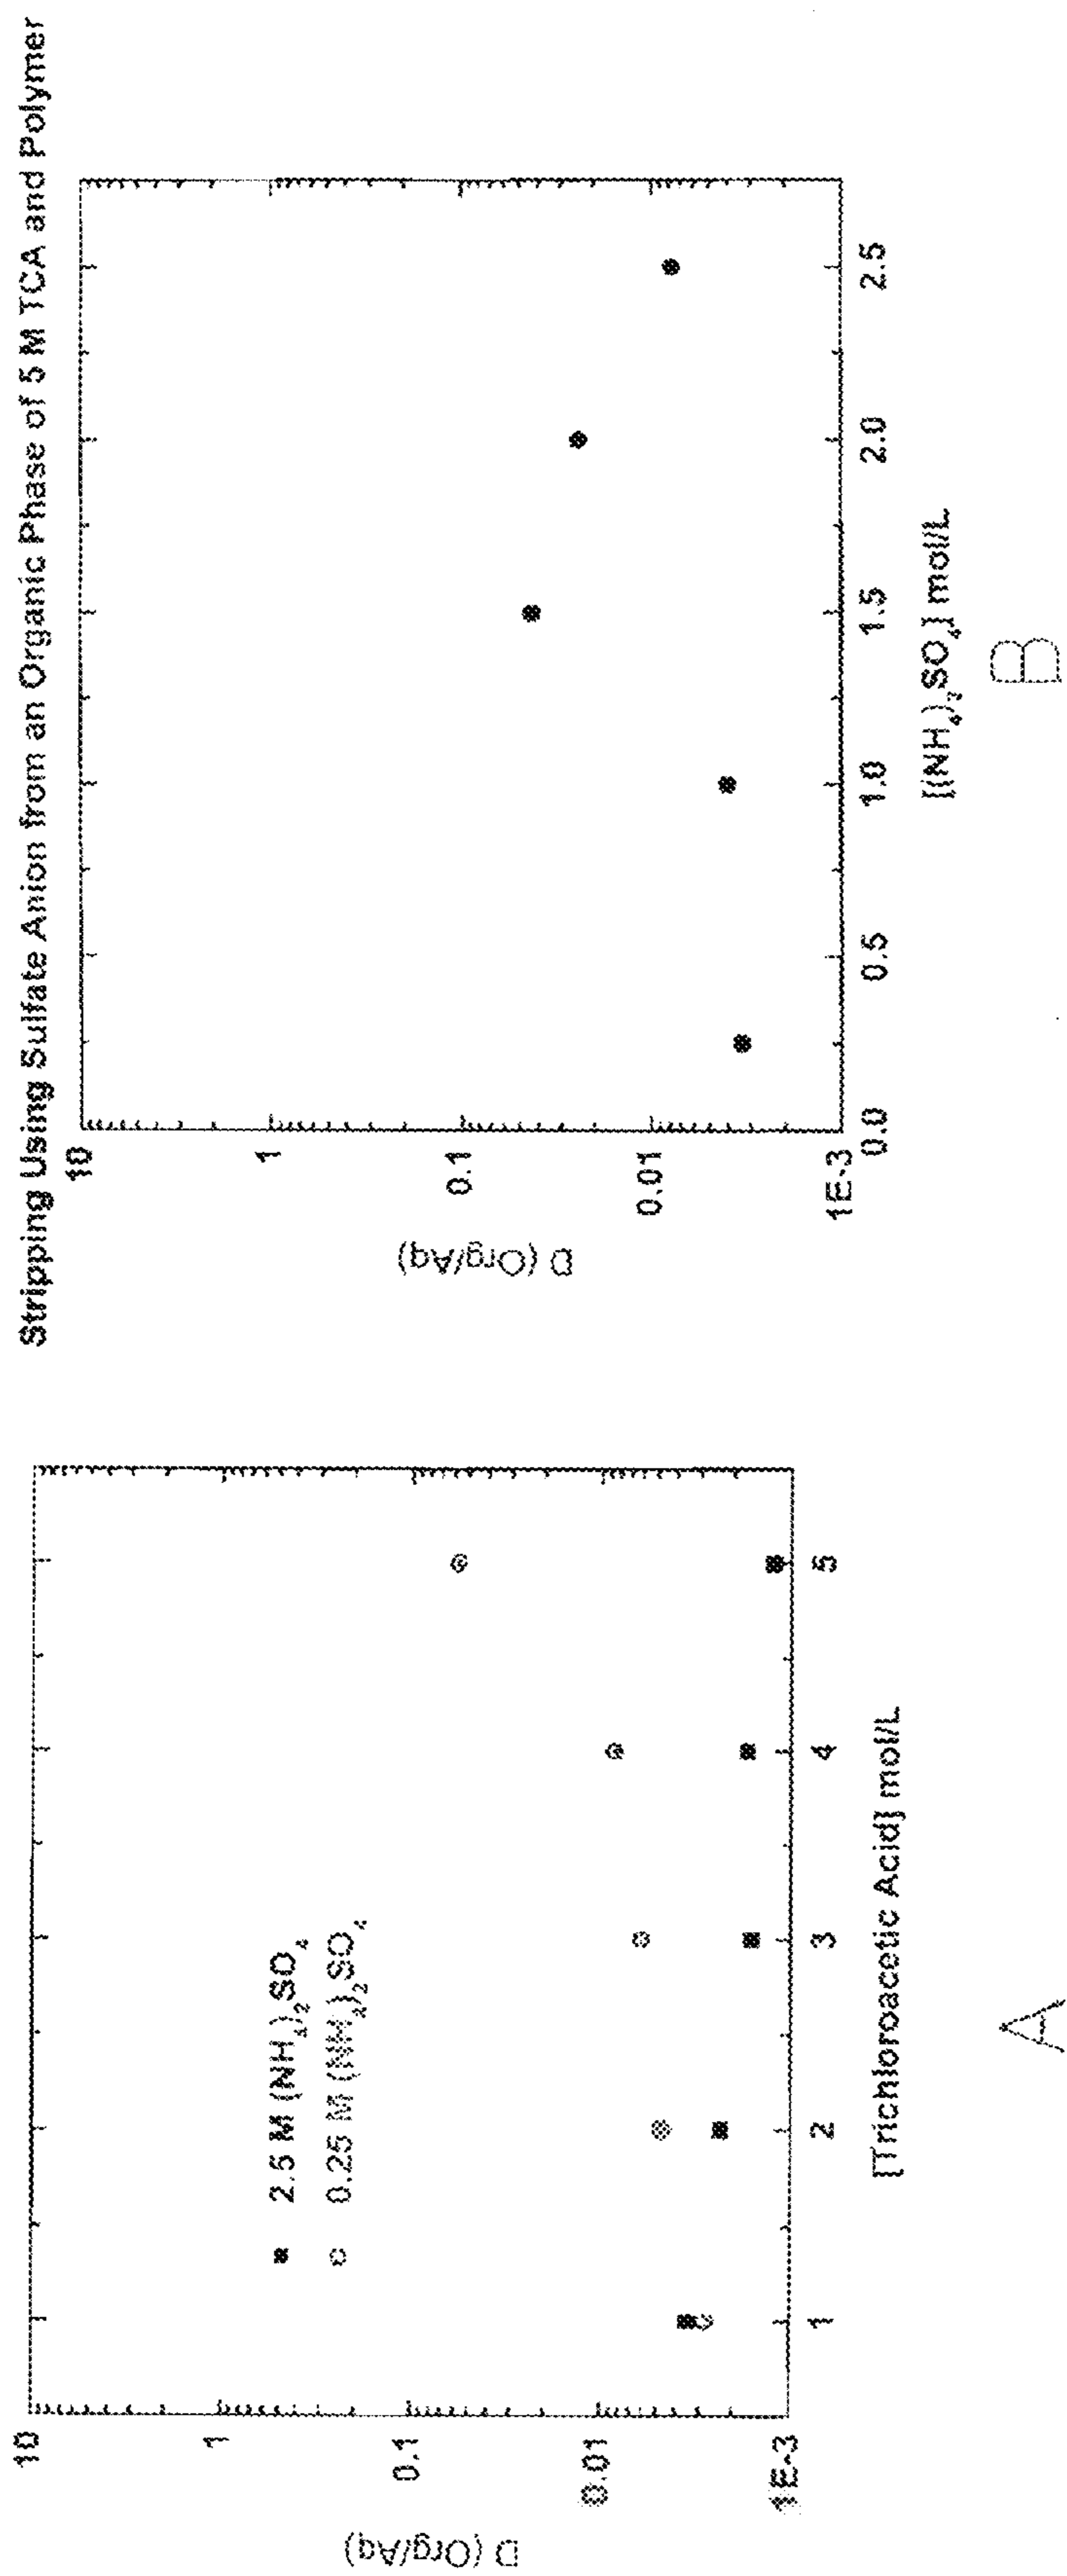 Stripping Using Sulfate Anion from an Organic Phase of 5 M TCA and Polymer
D (Org/Aq)
10
1
0.1
0.01
1E-3
2.5 M (NH₄)₂SO₄
0.25 M (NH₄)₂SO₄
1
2
3
4
5
[Trichloroacetic Acid] mol/L
A
D (Org/Aq)
10
1
0.1
0.01
1E-3
0.0
0.5
1.0
1.5
2.0
2.5
[(NH₄)₂SO₄] mol/L
B